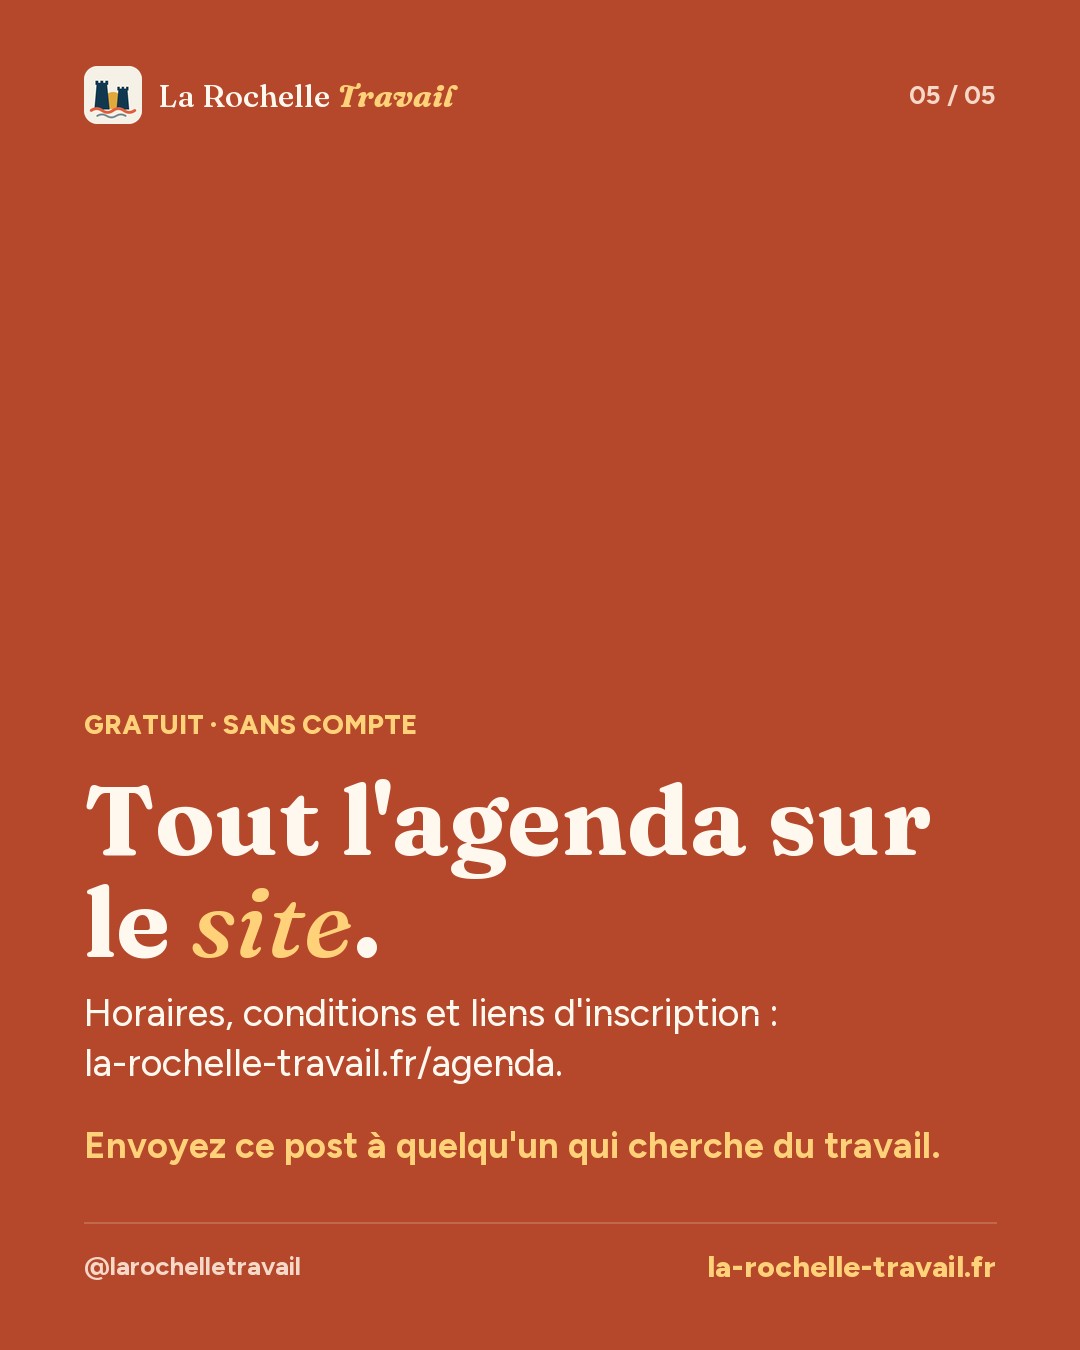 La Rochelle Travail
05 / 05
GRATUIT · SANS COMPTE
Tout l'agenda sur
le site.
Horaires, conditions et liens d'inscription :
la-rochelle-travail.fr/agenda.
Envoyez ce post à quelqu'un qui cherche du travail.
@larochelletravail
la-rochelle-travail.fr